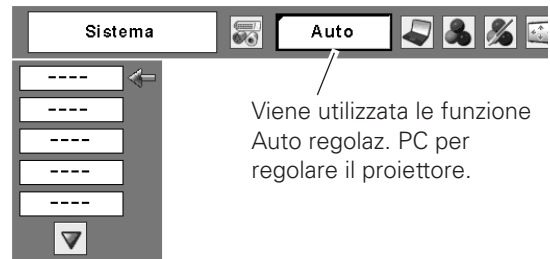 Sistema
Auto
----
----
----
----
----
Viene utilizzata le funzione
Auto regolaz. PC per
regolare il proiettore.